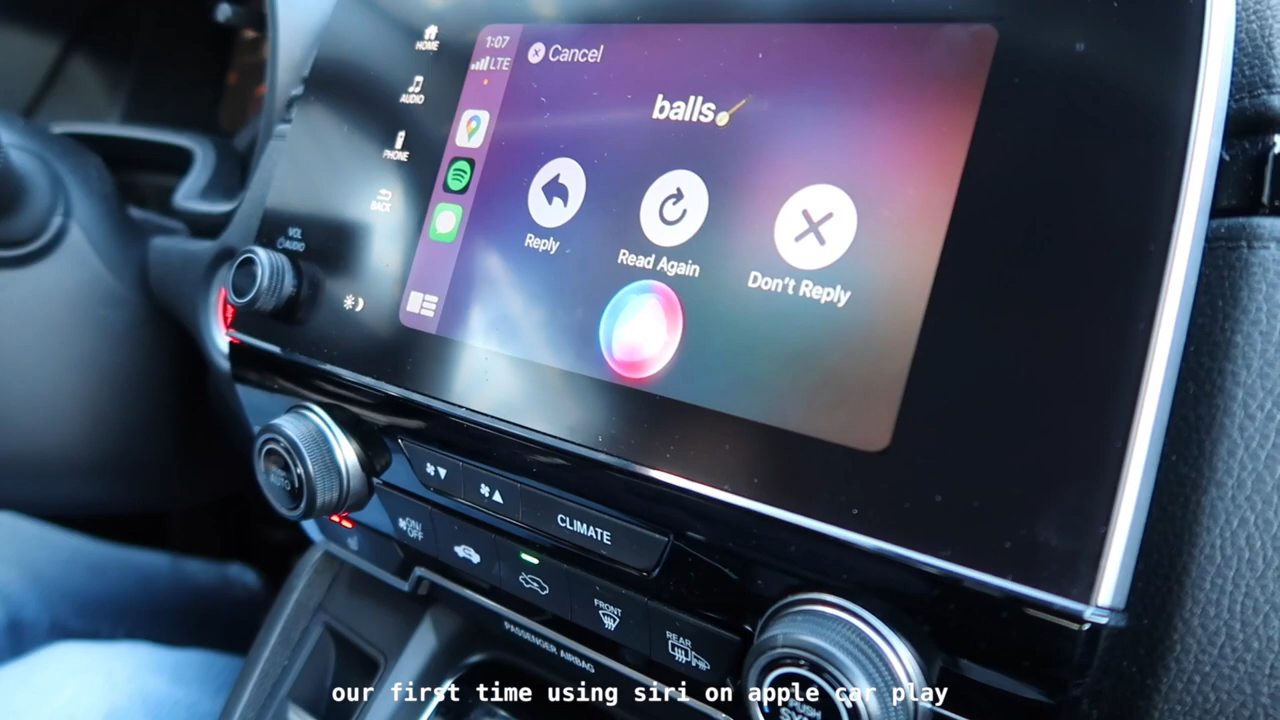 HOME
AUDIO
PHONE
BACK
VOL
AUDIO
1:07
LTE
Cancel
balls
Reply
Read Again
Don't Reply
AUTO
CLIMATE
ON/
OFF
FRONT
REAR
PASSENGER AIRBAG
PUSH
SYNC
our first time using siri on apple car play